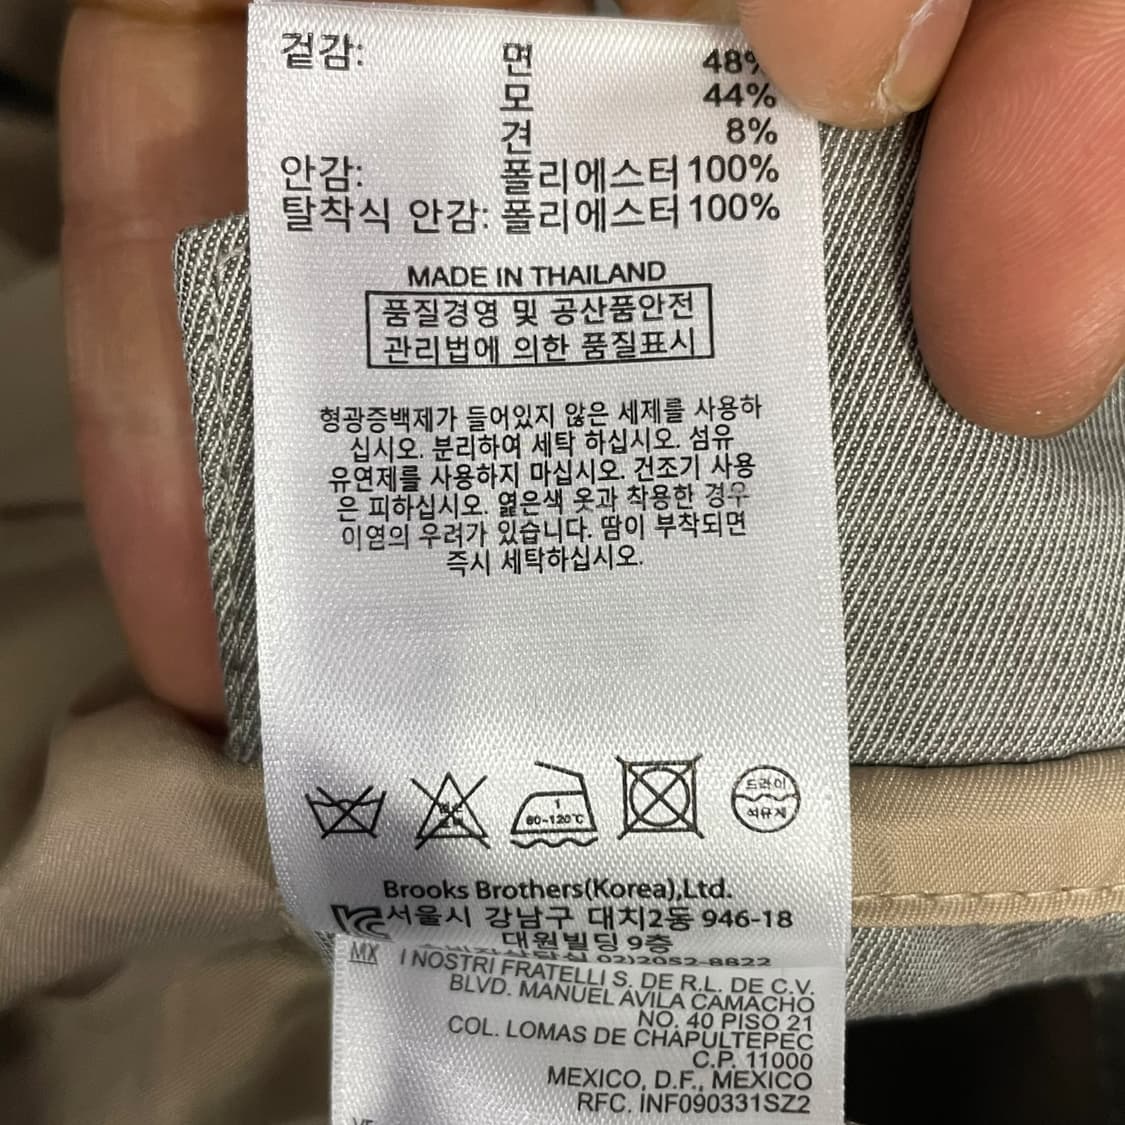 겉감: 면 48%
모 44%
견 8%
안감: 폴리에스터 100%
탈착식 안감: 폴리에스터 100%
MADE IN THAILAND
품질경영 및 공산품안전
관리법에 의한 품질표시
형광증백제가 들어있지 않은 세제를 사용하
십시오. 분리하여 세탁 하십시오. 섬유
유연제를 사용하지 마십시오. 건조기 사용
은 피하십시오. 엷은색 옷과 착용한 경우
이염의 우려가 있습니다. 땀이 부착되면
즉시 세탁하십시오.
1
80~120℃
드라이
석유계
Brooks Brothers(Korea),Ltd.
서울시 강남구 대치2동 946-18
대원빌딩 9층
02)2052-8822
MX
I NOSTRI FRATELLI S. DE R.L. DE C.V.
BLVD. MANUEL AVILA CAMACHO
NO. 40 PISO 21
COL. LOMAS DE CHAPULTEPEC
C.P. 11000
MEXICO, D.F., MEXICO
RFC. INF090331SZ2